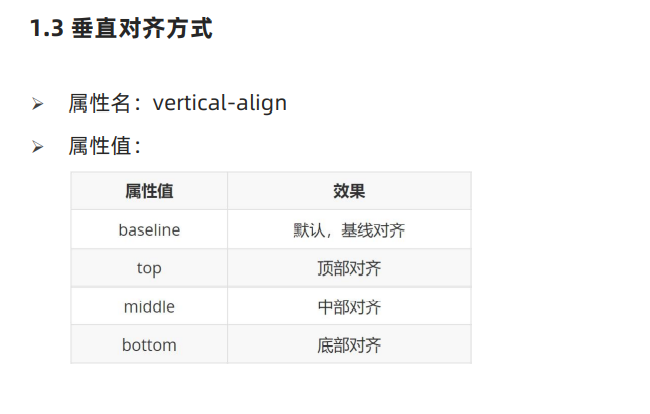 1.3 垂直对齐方式
➢ 属性名：vertical-align
➢ 属性值：
属性值 效果
baseline 默认，基线对齐
top 顶部对齐
middle 中部对齐
bottom 底部对齐